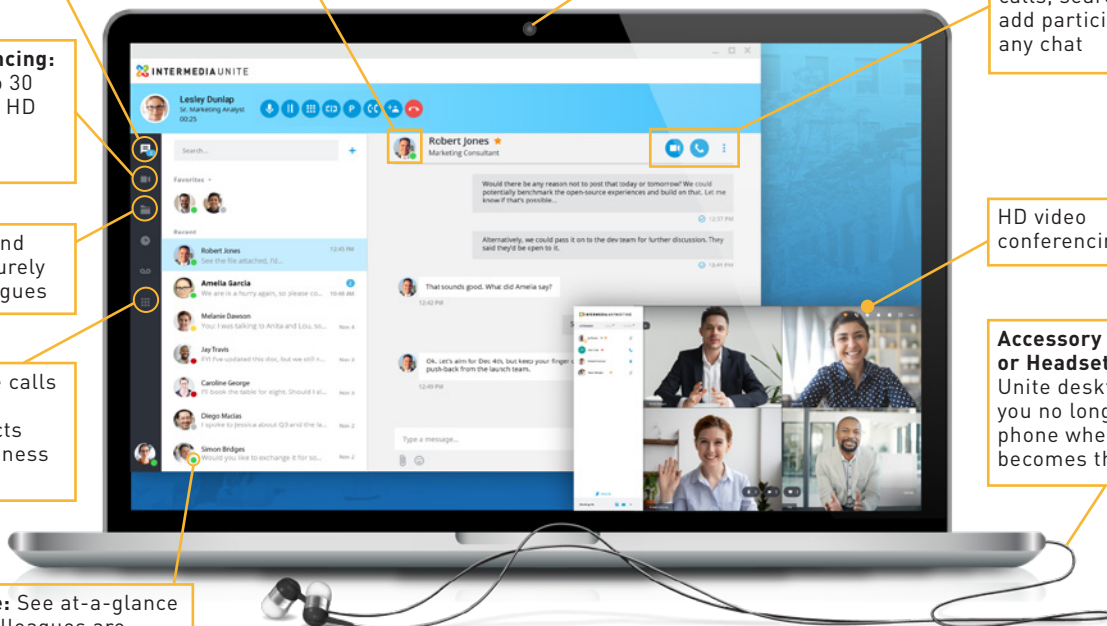 calls, search
add partici
any chat
ncing:
o 30
HD
nd
urely
gues
e calls
cts
ness
e: See at-a-glance
lleagues are
HD video
conferencin
Accessory
or Headset
Unite deskt
you no long
phone whe
becomes th
INTERMEDIA UNITE
Lesley Dunlap
Sr. Marketing Analyst
00:25
Search...
Favorites
Recent
Robert Jones 12:45 PM
See the file attached, I'd...
Amelia Garcia
We are in a hurry again, so please co... 10:40 AM
Melanie Dawson
You: I was talking to Anita and Lou, so... Nov 4
Jay Travis
FYI I've updated this doc, but we still n... Nov 3
Caroline George
I'll book the table for eight. Should I al... Nov 3
Diego Macias
I spoke to Jessica about Q3 and the la... Nov 2
Simon Bridges
Would you like to exchange it for so... Nov 2
Robert Jones
Marketing Consultant
Would there be any reason not to post that today or tomorrow? We could
potentially benchmark the open-source experiences and build on that. Let me
know if that's possible...
12:37 PM
Alternatively, we could pass it on to the dev team for further discussion. They
said they'd be open to it.
12:41 PM
That sounds good. What did Amelia say?
12:42 PM
Ok. Let's aim for Dec 4th, but keep your finger
push-back from the launch team.
12:49 PM
Type a message...
INTERMEDIA